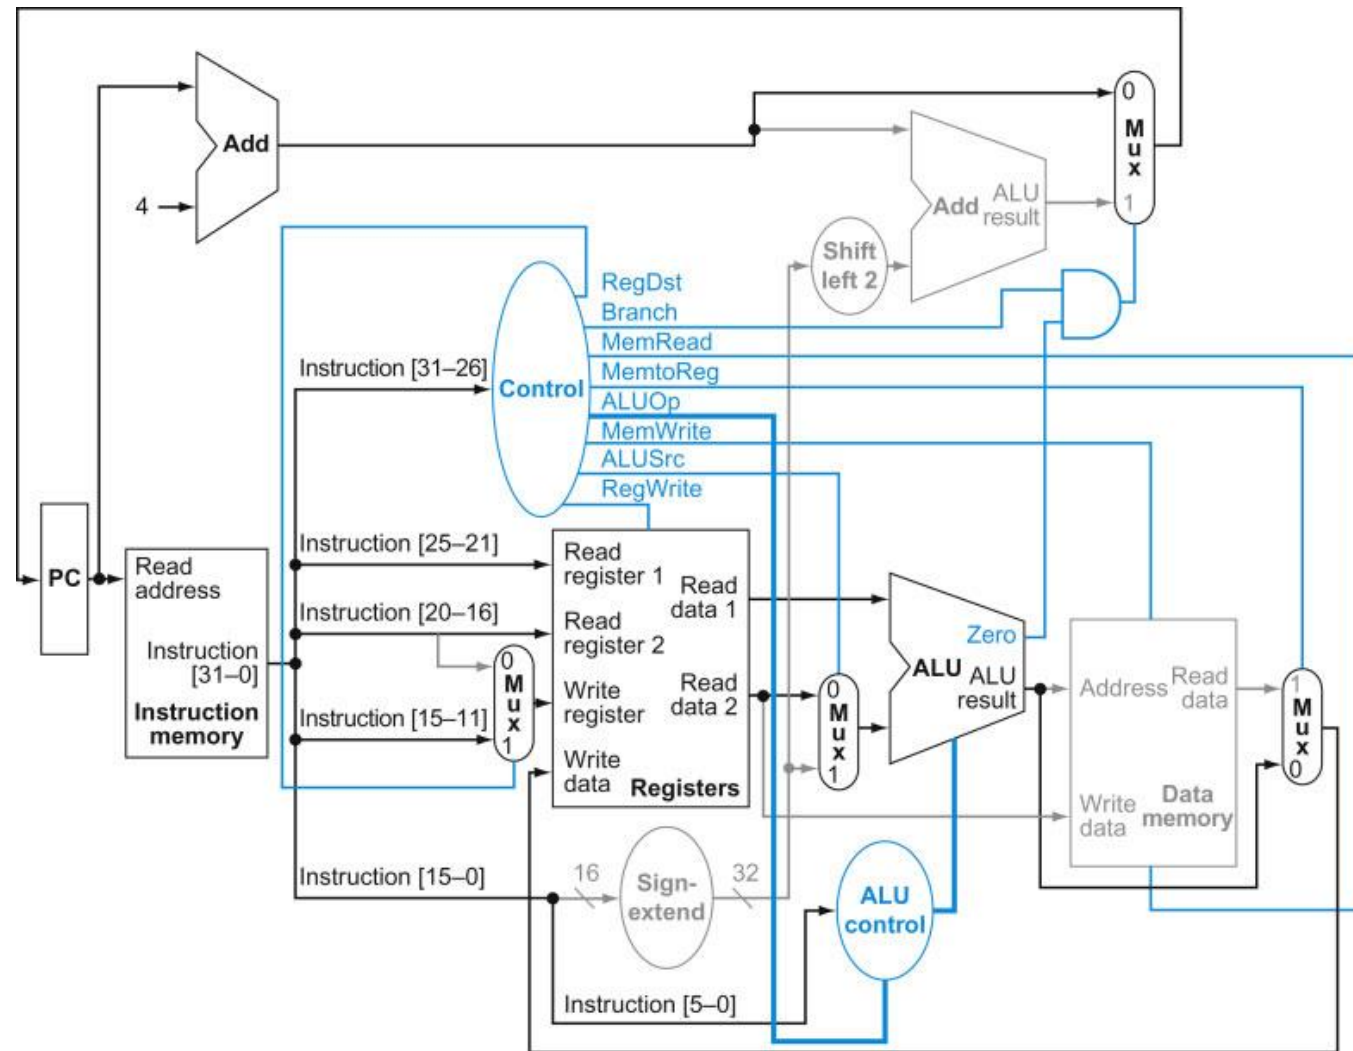 0
Mux
1
Add
4
Add
ALU
result
Shift
left 2
RegDst
Branch
MemRead
MemtoReg
ALUOp
MemWrite
ALUSrc
RegWrite
Instruction [31–26]
Control
PC
Read
address
Instruction
[31–0]
Instruction
memory
Instruction [25–21]
Instruction [20–16]
Instruction [15–11]
0
Mux
1
Read
register 1
Read
register 2
Write
register
Write
data
Read
data 1
Read
data 2
Registers
0
Mux
1
Zero
ALU
ALU
result
Address
Read
data
Write
data
Data
memory
1
Mux
0
Instruction [15–0]
16
Sign-
extend
32
ALU
control
Instruction [5–0]